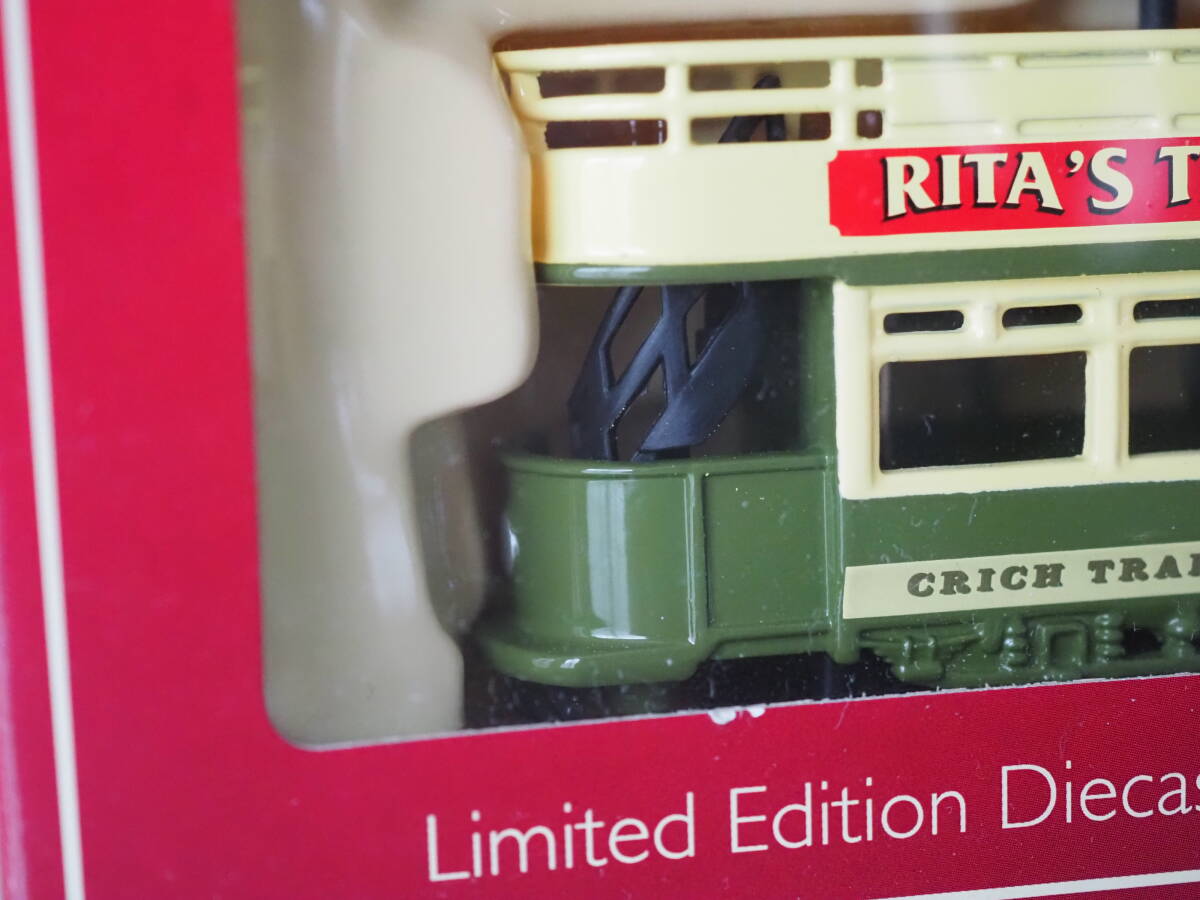 RITA'S T
CRICH TRA
Limited Edition Diecas